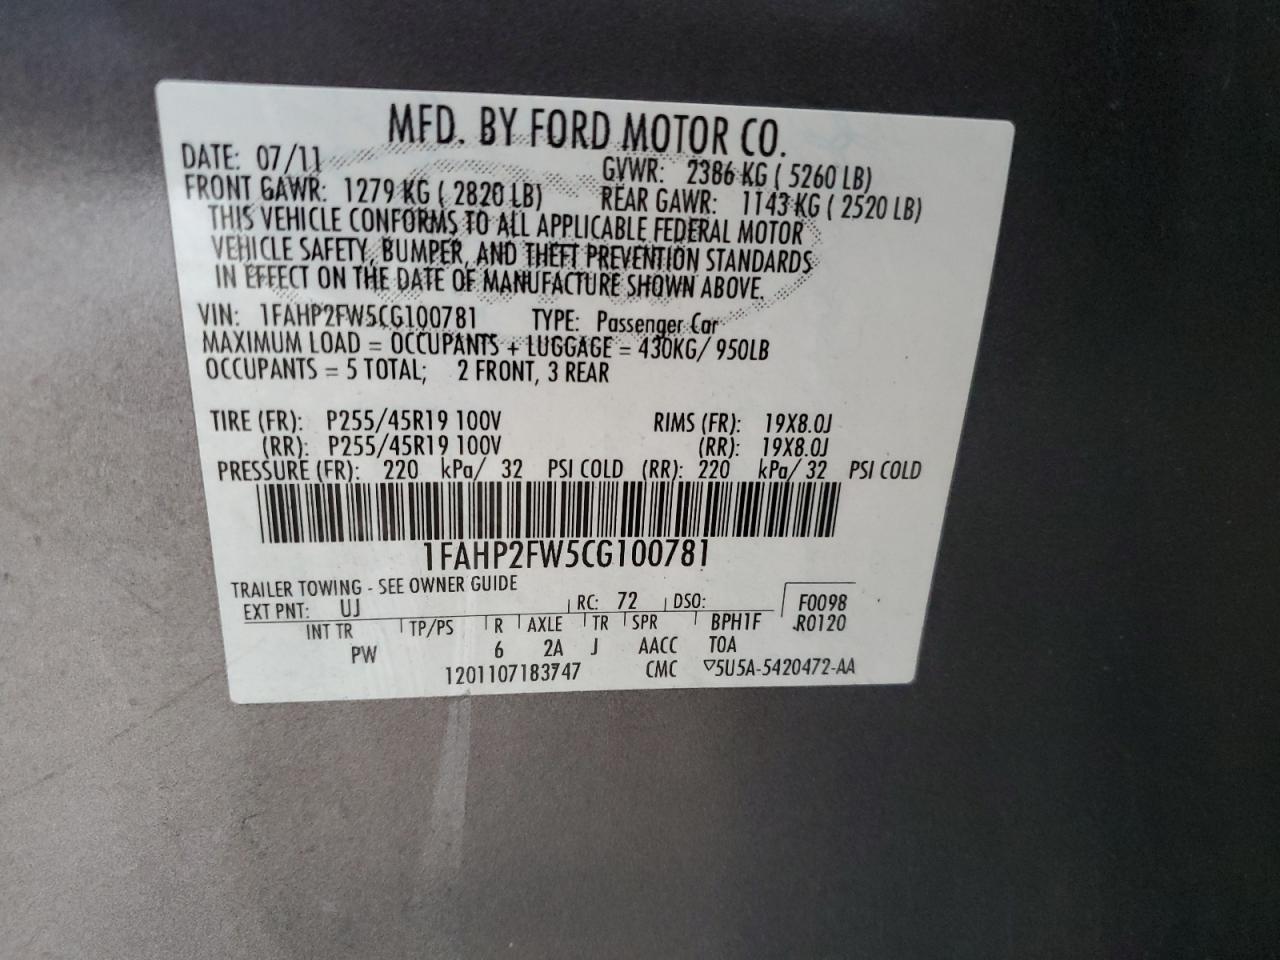 MFD. BY FORD MOTOR CO.
DATE: 07/11 GVWR: 2386 KG ( 5260 LB)
FRONT GAWR: 1279 KG ( 2820 LB) REAR GAWR: 1143 KG ( 2520 LB)
THIS VEHICLE CONFORMS TO ALL APPLICABLE FEDERAL MOTOR
VEHICLE SAFETY, BUMPER, AND THEFT PREVENTION STANDARDS
IN EFFECT ON THE DATE OF MANUFACTURE SHOWN ABOVE.
VIN: 1FAHP2FW5CG100781 TYPE: Passenger Car
MAXIMUM LOAD = OCCUPANTS + LUGGAGE = 430KG/ 950LB
OCCUPANTS = 5 TOTAL; 2 FRONT, 3 REAR
TIRE (FR): P255/45R19 100V RIMS (FR): 19X8.0J
(RR): P255/45R19 100V (RR): 19X8.0J
PRESSURE (FR): 220 kPa/ 32 PSI COLD (RR): 220 kPa/ 32 PSI COLD
1FAHP2FW5CG100781
TRAILER TOWING - SEE OWNER GUIDE
EXT PNT: UJ RC: 72 DSO: F0098
INT TR TP/PS R AXLE TR SPR BPH1F R0120
PW 6 2A J AACC TOA
1201107183747 CMC ▽5U5A-5420472-AA